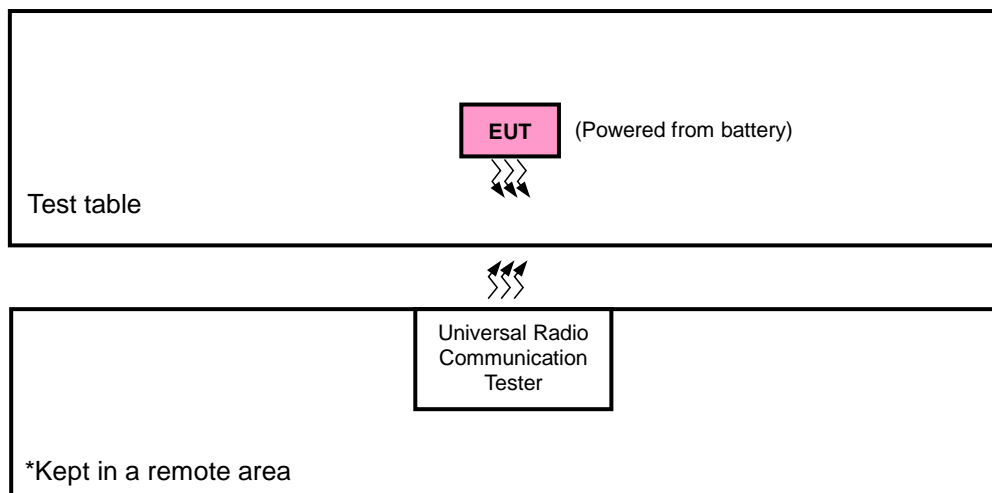 EUT
(Powered from battery)
Test table
Universal Radio
Communication
Tester
*Kept in a remote area